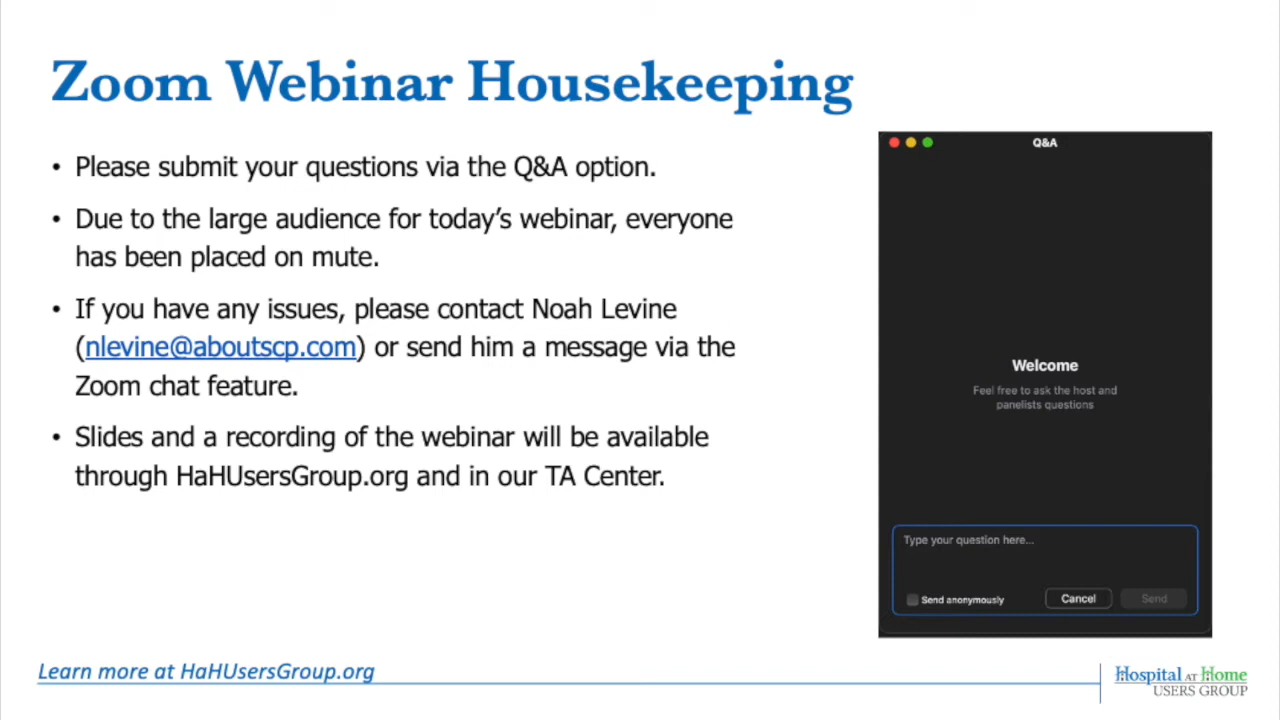 Zoom Webinar Housekeeping
• Please submit your questions via the Q&A option.
• Due to the large audience for today's webinar, everyone
has been placed on mute.
• If you have any issues, please contact Noah Levine
(nlevine@aboutscp.com) or send him a message via the
Zoom chat feature.
• Slides and a recording of the webinar will be available
through HaHUsersGroup.org and in our TA Center.
Q&A
Welcome
Feel free to ask the host and
panelists questions
Type your question here...
Send anonymously
Cancel
Send
Learn more at HaHUsersGroup.org
Hospital AT Home
USERS GROUP